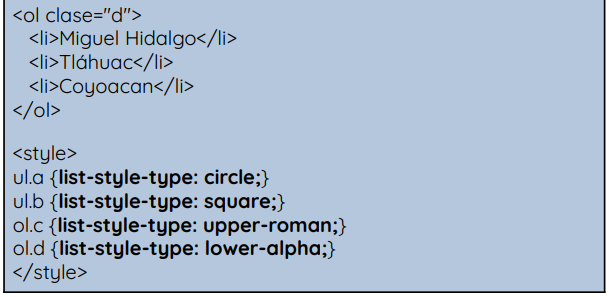 <ol clase="d">
<li>Miguel Hidalgo</li>
<li>Tláhuac</li>
<li>Coyoacan</li>
</ol>
<style>
ul.a {list-style-type: circle;}
ul.b {list-style-type: square;}
ol.c {list-style-type: upper-roman;}
ol.d {list-style-type: lower-alpha;}
</style>